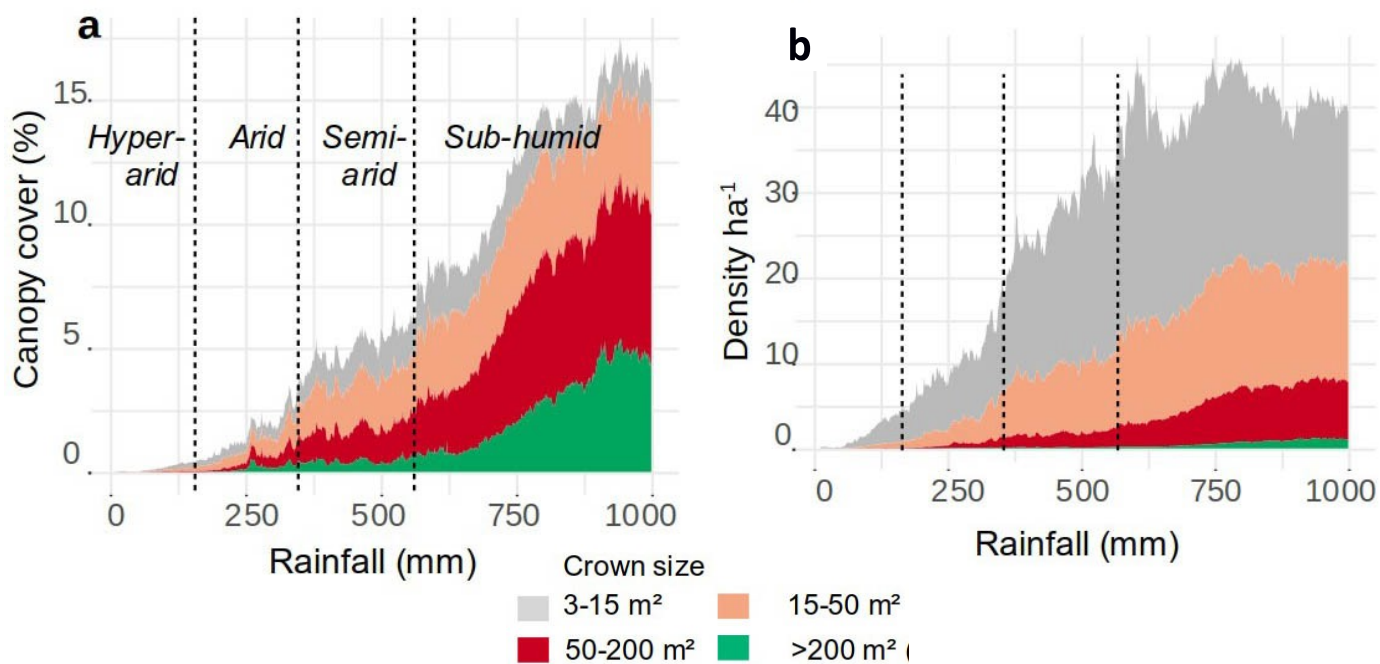 a
Canopy cover (%)
15
10
5
0
Hyper-
arid
Arid
Semi-
arid
Sub-humid
0 250 500 750 1000
Rainfall (mm)
b
Density ha-1
40
30
20
10
0
0 250 500 750 1000
Rainfall (mm)
Crown size
3-15 m² 15-50 m²
50-200 m² >200 m² (